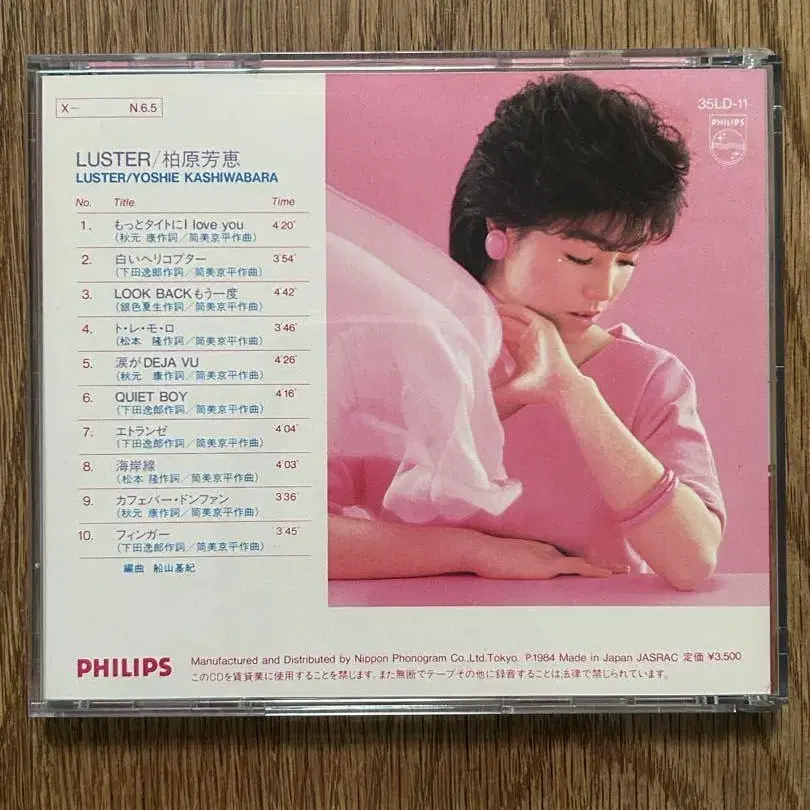 X－ N.6.5
35LD-11
PHILIPS
LUSTER/柏原芳恵
LUSTER/YOSHIE KASHIWABARA
No. Title Time
1. もっとタイトにI love you 4'20"
(秋元 康作詞/筒美京平作曲)
2. 白いヘリコプター 3'54"
(下田逸郎作詞/筒美京平作曲)
3. LOOK BACKもう一度 4'42"
(銀色夏生作詞/筒美京平作曲)
4. ト・レ・モ・ロ 3'46"
(松本 隆作詞/筒美京平作曲)
5. 涙がDEJA VU 4'26"
(秋元 康作詞/筒美京平作曲)
6. QUIET BOY 4'16"
(下田逸郎作詞/筒美京平作曲)
7. エトランゼ 4'04"
(下田逸郎作詞/筒美京平作曲)
8. 海岸線 4'03"
(松本 隆作詞/筒美京平作曲)
9. カフェバー・ドンファン 3'36"
(秋元 康作詞/筒美京平作曲)
10. フィンガー 3'45"
(下田逸郎作詞/筒美京平作曲)
編曲 船山基紀
PHILIPS
Manufactured and Distributed by Nippon Phonogram Co.,Ltd.Tokyo. P1984 Made in Japan JASRAC 定価 ¥3,500
このCDを賃貸業に使用することを禁じます。また無断でテープその他に録音することは法律で禁じられています。